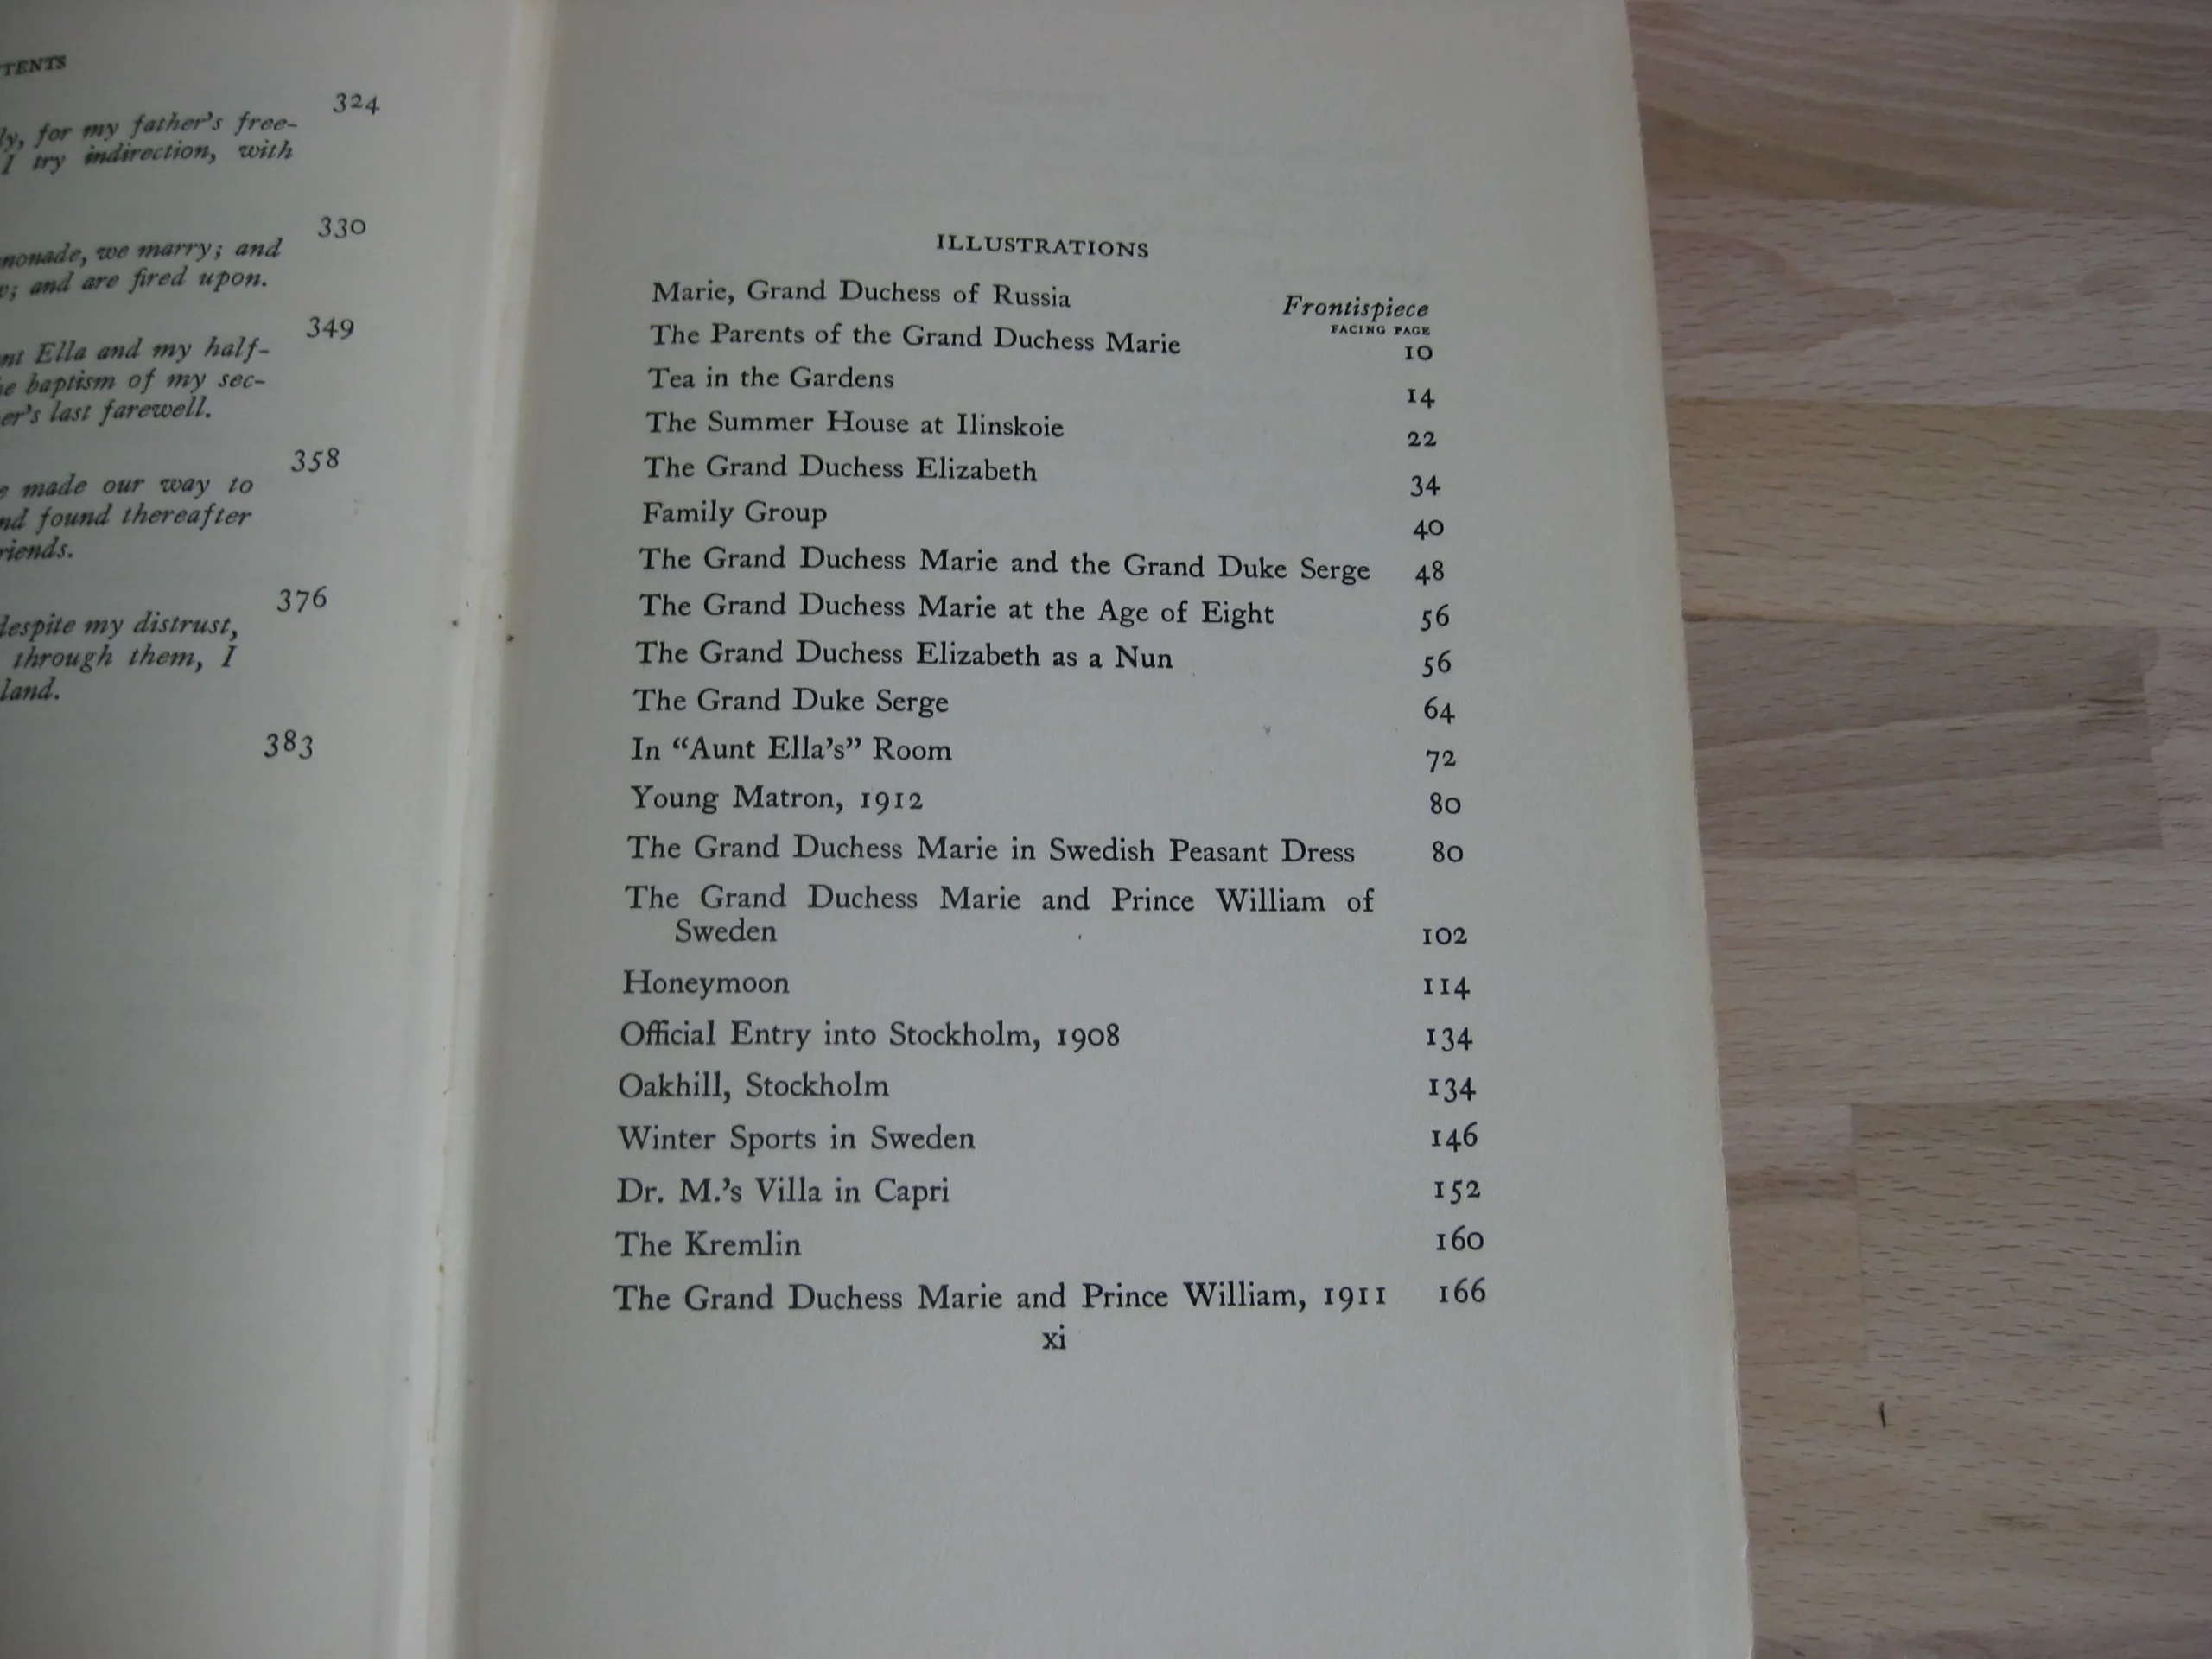 TENTS
324
ly, for my father's free-
I try indirection, with
330
monade, we marry; and
; and are fired upon.
349
nt Ella and my half-
he baptism of my sec-
er's last farewell.
358
e made our way to
nd found thereafter
riends.
376
despite my distrust,
through them, I
land.
383
ILLUSTRATIONS
Marie, Grand Duchess of Russia Frontispiece
FACING PAGE
The Parents of the Grand Duchess Marie 10
Tea in the Gardens 14
The Summer House at Ilinskoie 22
The Grand Duchess Elizabeth 34
Family Group 40
The Grand Duchess Marie and the Grand Duke Serge 48
The Grand Duchess Marie at the Age of Eight 56
The Grand Duchess Elizabeth as a Nun 56
The Grand Duke Serge 64
In “Aunt Ella's” Room 72
Young Matron, 1912 80
The Grand Duchess Marie in Swedish Peasant Dress 80
The Grand Duchess Marie and Prince William of
Sweden 102
Honeymoon 114
Official Entry into Stockholm, 1908 134
Oakhill, Stockholm 134
Winter Sports in Sweden 146
Dr. M.'s Villa in Capri 152
The Kremlin 160
The Grand Duchess Marie and Prince William, 1911 166
xi